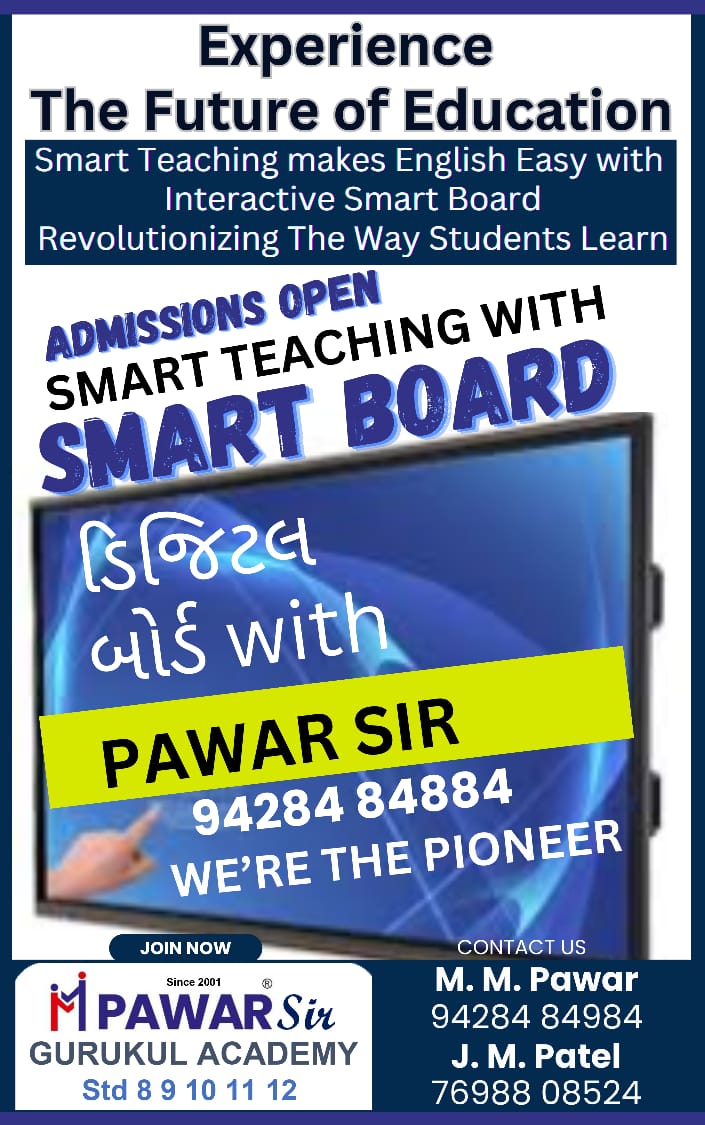 Experience
The Future of Education
Smart Teaching makes English Easy with
Interactive Smart Board
Revolutionizing The Way Students Learn
ADMISSIONS OPEN
SMART TEACHING WITH
SMART BOARD
ડિજિટલ
બોર્ડ with
PAWAR SIR
94284 84884
WE'RE THE PIONEER
JOIN NOW
Since 2001 ®
PAWAR Sir
GURUKUL ACADEMY
Std 8 9 10 11 12
CONTACT US
M. M. Pawar
94284 84984
J. M. Patel
76988 08524